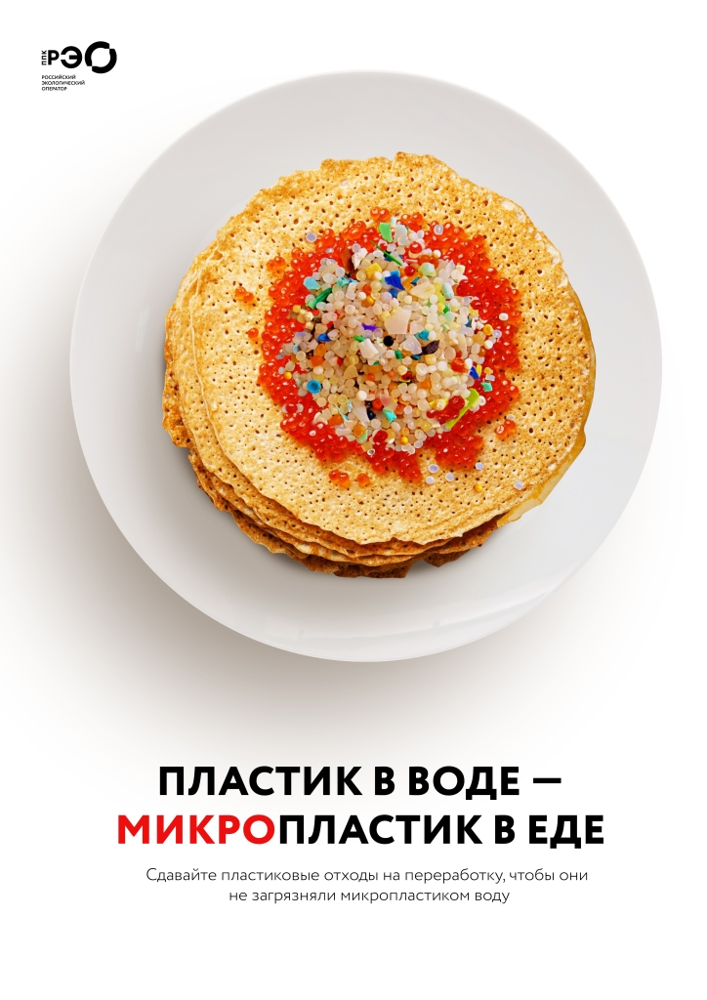 ППК РЭО
РОССИЙСКИЙ
ЭКОЛОГИЧЕСКИЙ
ОПЕРАТОР
ПЛАСТИК В ВОДЕ —
МИКРОПЛАСТИК В ЕДЕ
Сдавайте пластиковые отходы на переработку, чтобы они
не загрязняли микропластиком воду